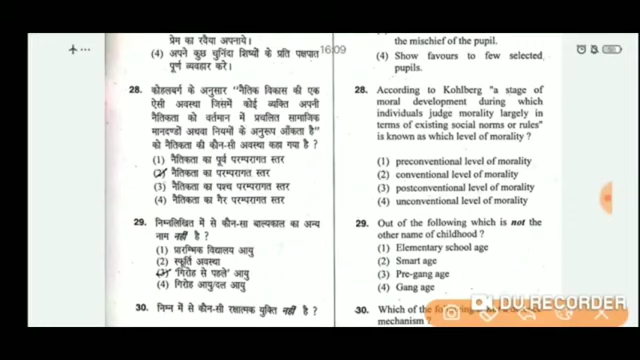 प्रेम का रवैया अपनाये।
(4) अपने कुछ चुनिंदा शिष्यों के प्रति पक्षपात
पूर्ण व्यवहार करे।
28. कोहलबर्ग के अनुसार "नैतिक विकास की एक
ऐसी अवस्था जिसमें कोई व्यक्ति अपनी
नैतिकता को वर्तमान में प्रचलित सामाजिक
मानदण्डों अथवा नियमों के अनुरूप आँकता है"
को नैतिकता की कौन-सी अवस्था कहा गया है ?
(1) नैतिकता का पूर्व परम्परागत स्तर
(2) नैतिकता का परम्परागत स्तर
(3) नैतिकता का पश्च परम्परागत स्तर
(4) नैतिकता का गैर परम्परागत स्तर
29. निम्नलिखित में से कौन-सा बाल्यकाल का अन्य
नाम नहीं है ?
(1) प्रारम्भिक विद्यालय आयु
(2) स्फूर्ति अवस्था
(3) 'गिरोह से पहले' आयु
(4) गिरोह आयु/दल आयु
30. निम्न में से कौन-सी रक्षात्मक युक्ति नहीं है ?
16:09
the mischief of the pupil.
(4) Show favours to few selected
pupils.
28. According to Kohlberg "a stage of
moral development during which
individuals judge morality largely in
terms of existing social norms or rules"
is known as which level of morality ?
(1) preconventional level of morality
(2) conventional level of morality
(3) postconventional level of morality
(4) unconventional level of morality
29. Out of the following which is not the
other name of childhood ?
(1) Elementary school age
(2) Smart age
(3) Pre-gang age
(4) Gang age
30. Which of the following
mechanism ?
DU RECORDER